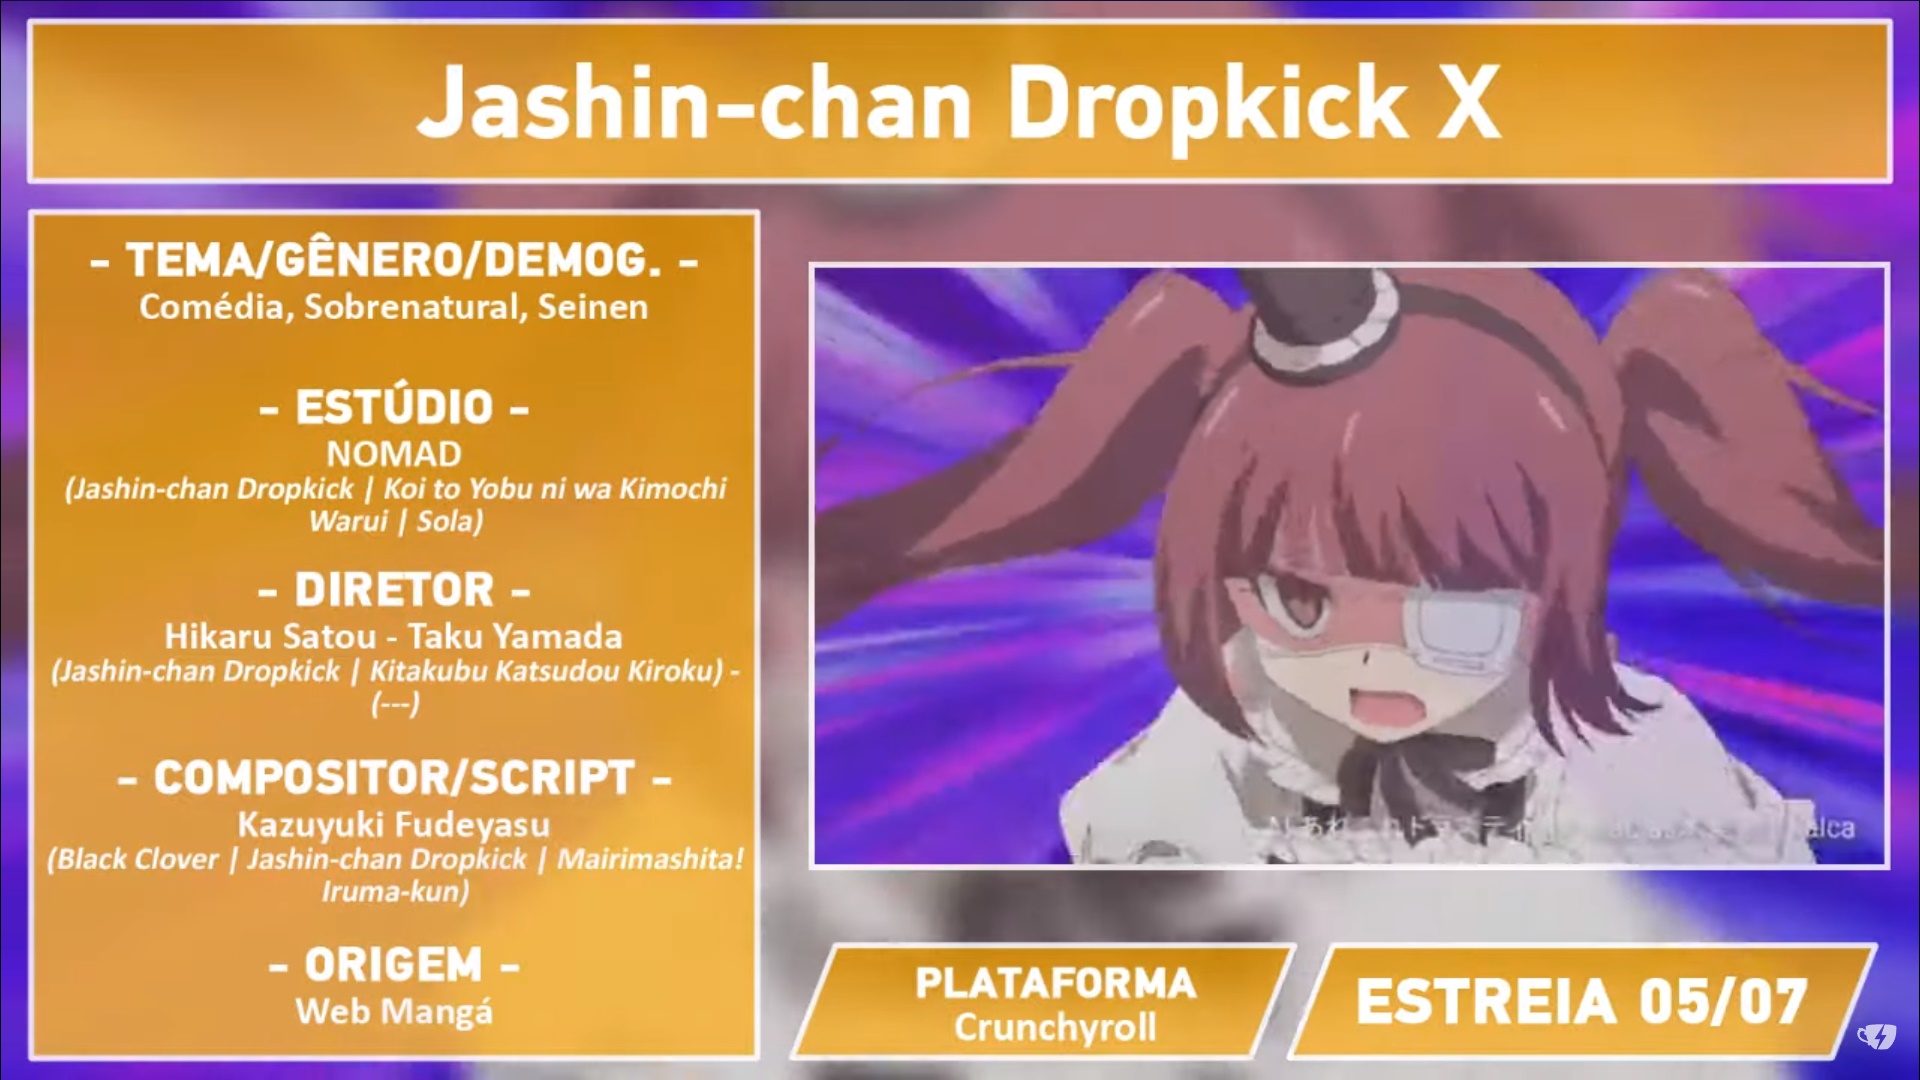 Jashin-chan Dropkick X
- TEMA/GÊNERO/DEMOG. -
Comédia, Sobrenatural, Seinen
- ESTÚDIO -
NOMAD
(Jashin-chan Dropkick | Koi to Yobu ni wa Kimochi
Warui | Sola)
- DIRETOR -
Hikaru Satou - Taku Yamada
(Jashin-chan Dropkick | Kitakubu Katsudou Kiroku) -
(---)
- COMPOSITOR/SCRIPT -
Kazuyuki Fudeyasu
(Black Clover | Jashin-chan Dropkick | Mairimashita!
Iruma-kun)
- ORIGEM -
Web Mangá
PLATAFORMA
Crunchyroll
ESTREIA 05/07